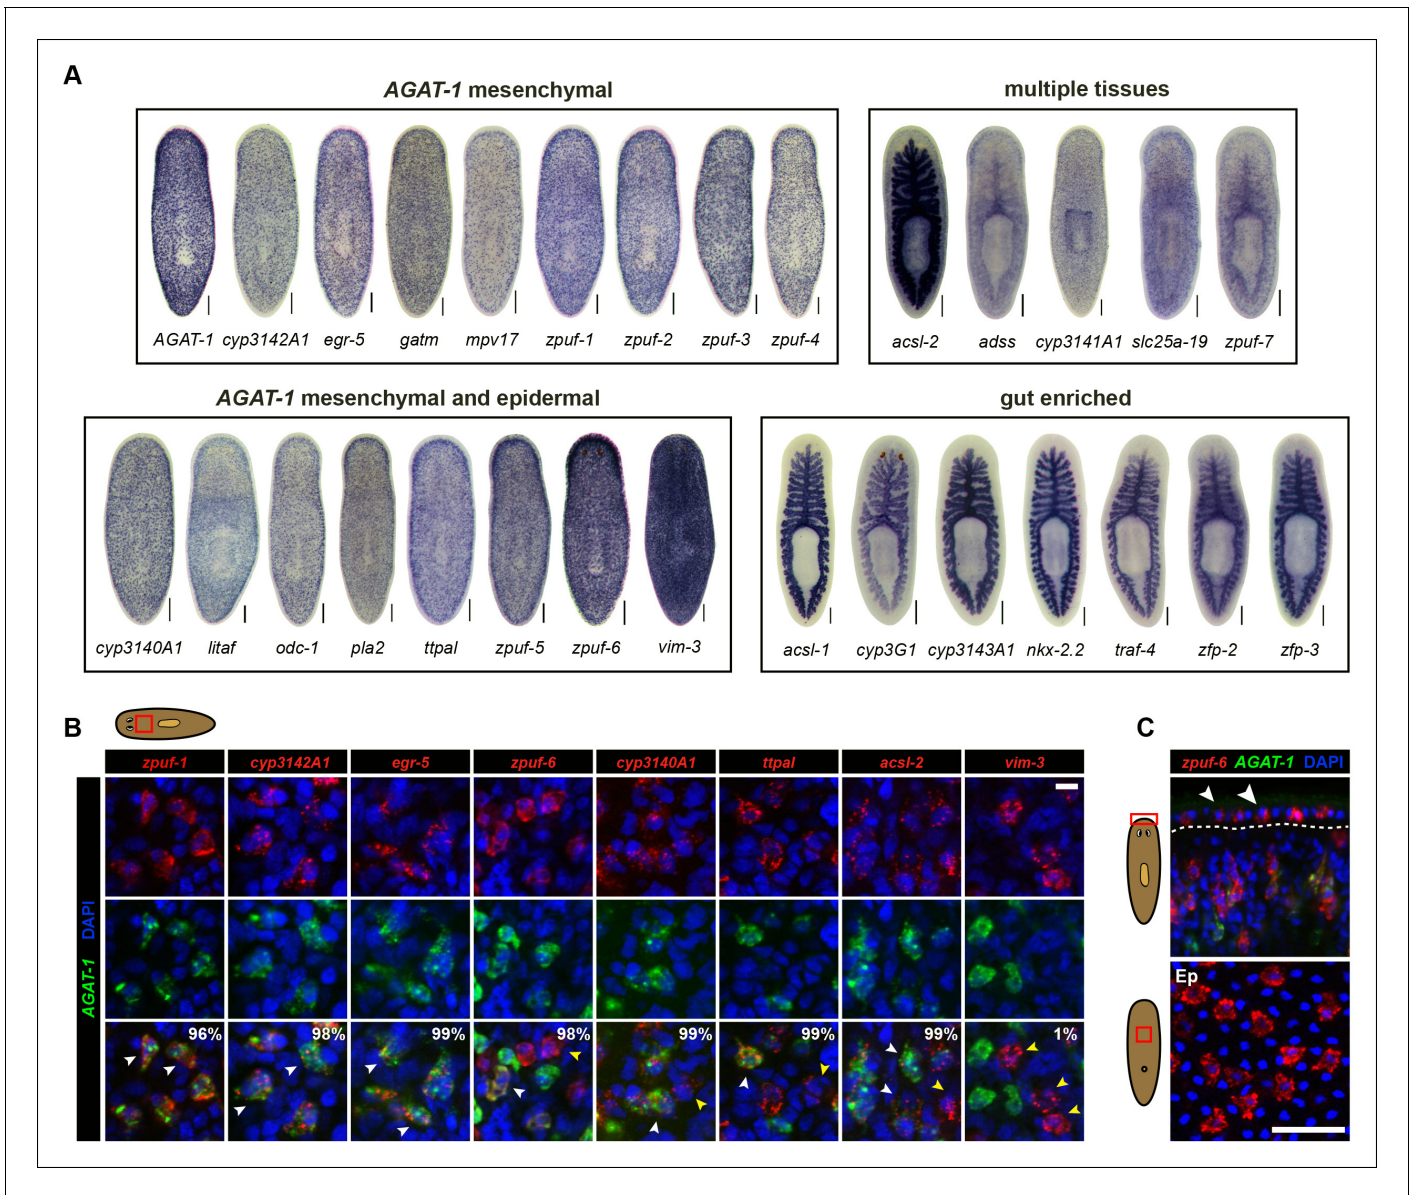 A
AGAT-1 mesenchymal
multiple tissues
AGAT-1 cyp3142A1 egr-5 gatm mpv17 zpuf-1 zpuf-2 zpuf-3 zpuf-4
acsl-2 adss cyp3141A1 slc25a-19 zpuf-7
AGAT-1 mesenchymal and epidermal
gut enriched
cyp3140A1 litaf odc-1 pla2 ttpal zpuf-5 zpuf-6 vim-3
acsl-1 cyp3G1 cyp3143A1 nkx-2.2 traf-4 zfp-2 zfp-3
B
zpuf-1 cyp3142A1 egr-5 zpuf-6 cyp3140A1 ttpal acsl-2 vim-3
AGAT-1 DAPI
96% 98% 99% 98% 99% 99% 99% 1%
C
zpuf-6 AGAT-1 DAPI
Ep